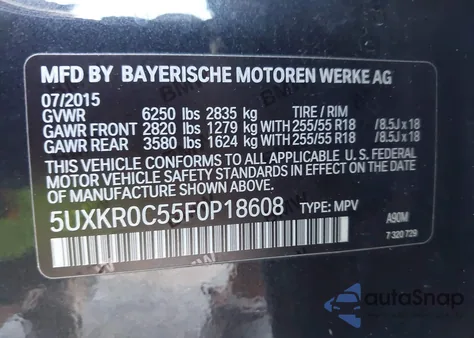 MFD BY BAYERISCHE MOTOREN WERKE AG
07/2015
GVWR 6250 lbs 2835 kg TIRE / RIM
GAWR FRONT 2820 lbs 1279 kg WITH 255/55 R18 /8.5J x 18
GAWR REAR 3580 lbs 1624 kg WITH 255/55 R18 /8.5J x 18
THIS VEHICLE CONFORMS TO ALL APPLICABLE U. S. FEDERAL
MOTOR VEHICLE SAFETY STANDARDS IN EFFECT ON THE
DATE OF MANUFACTURE SHOWN ABOVE.
5UXKR0C55F0P18608 TYPE: MPV
A90M
7 320 729
autoSnap